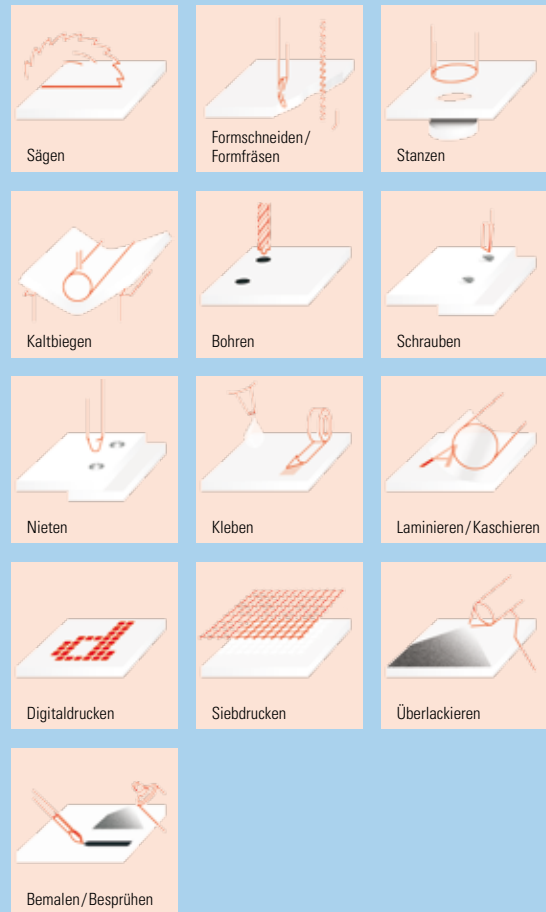 Sägen
Formschneiden/
Formfräsen
Stanzen
Kaltbiegen
Bohren
Schrauben
Nieten
Kleben
Laminieren/Kaschieren
Digitaldrucken
Siebdrucken
Überlackieren
Bemalen/Besprühen